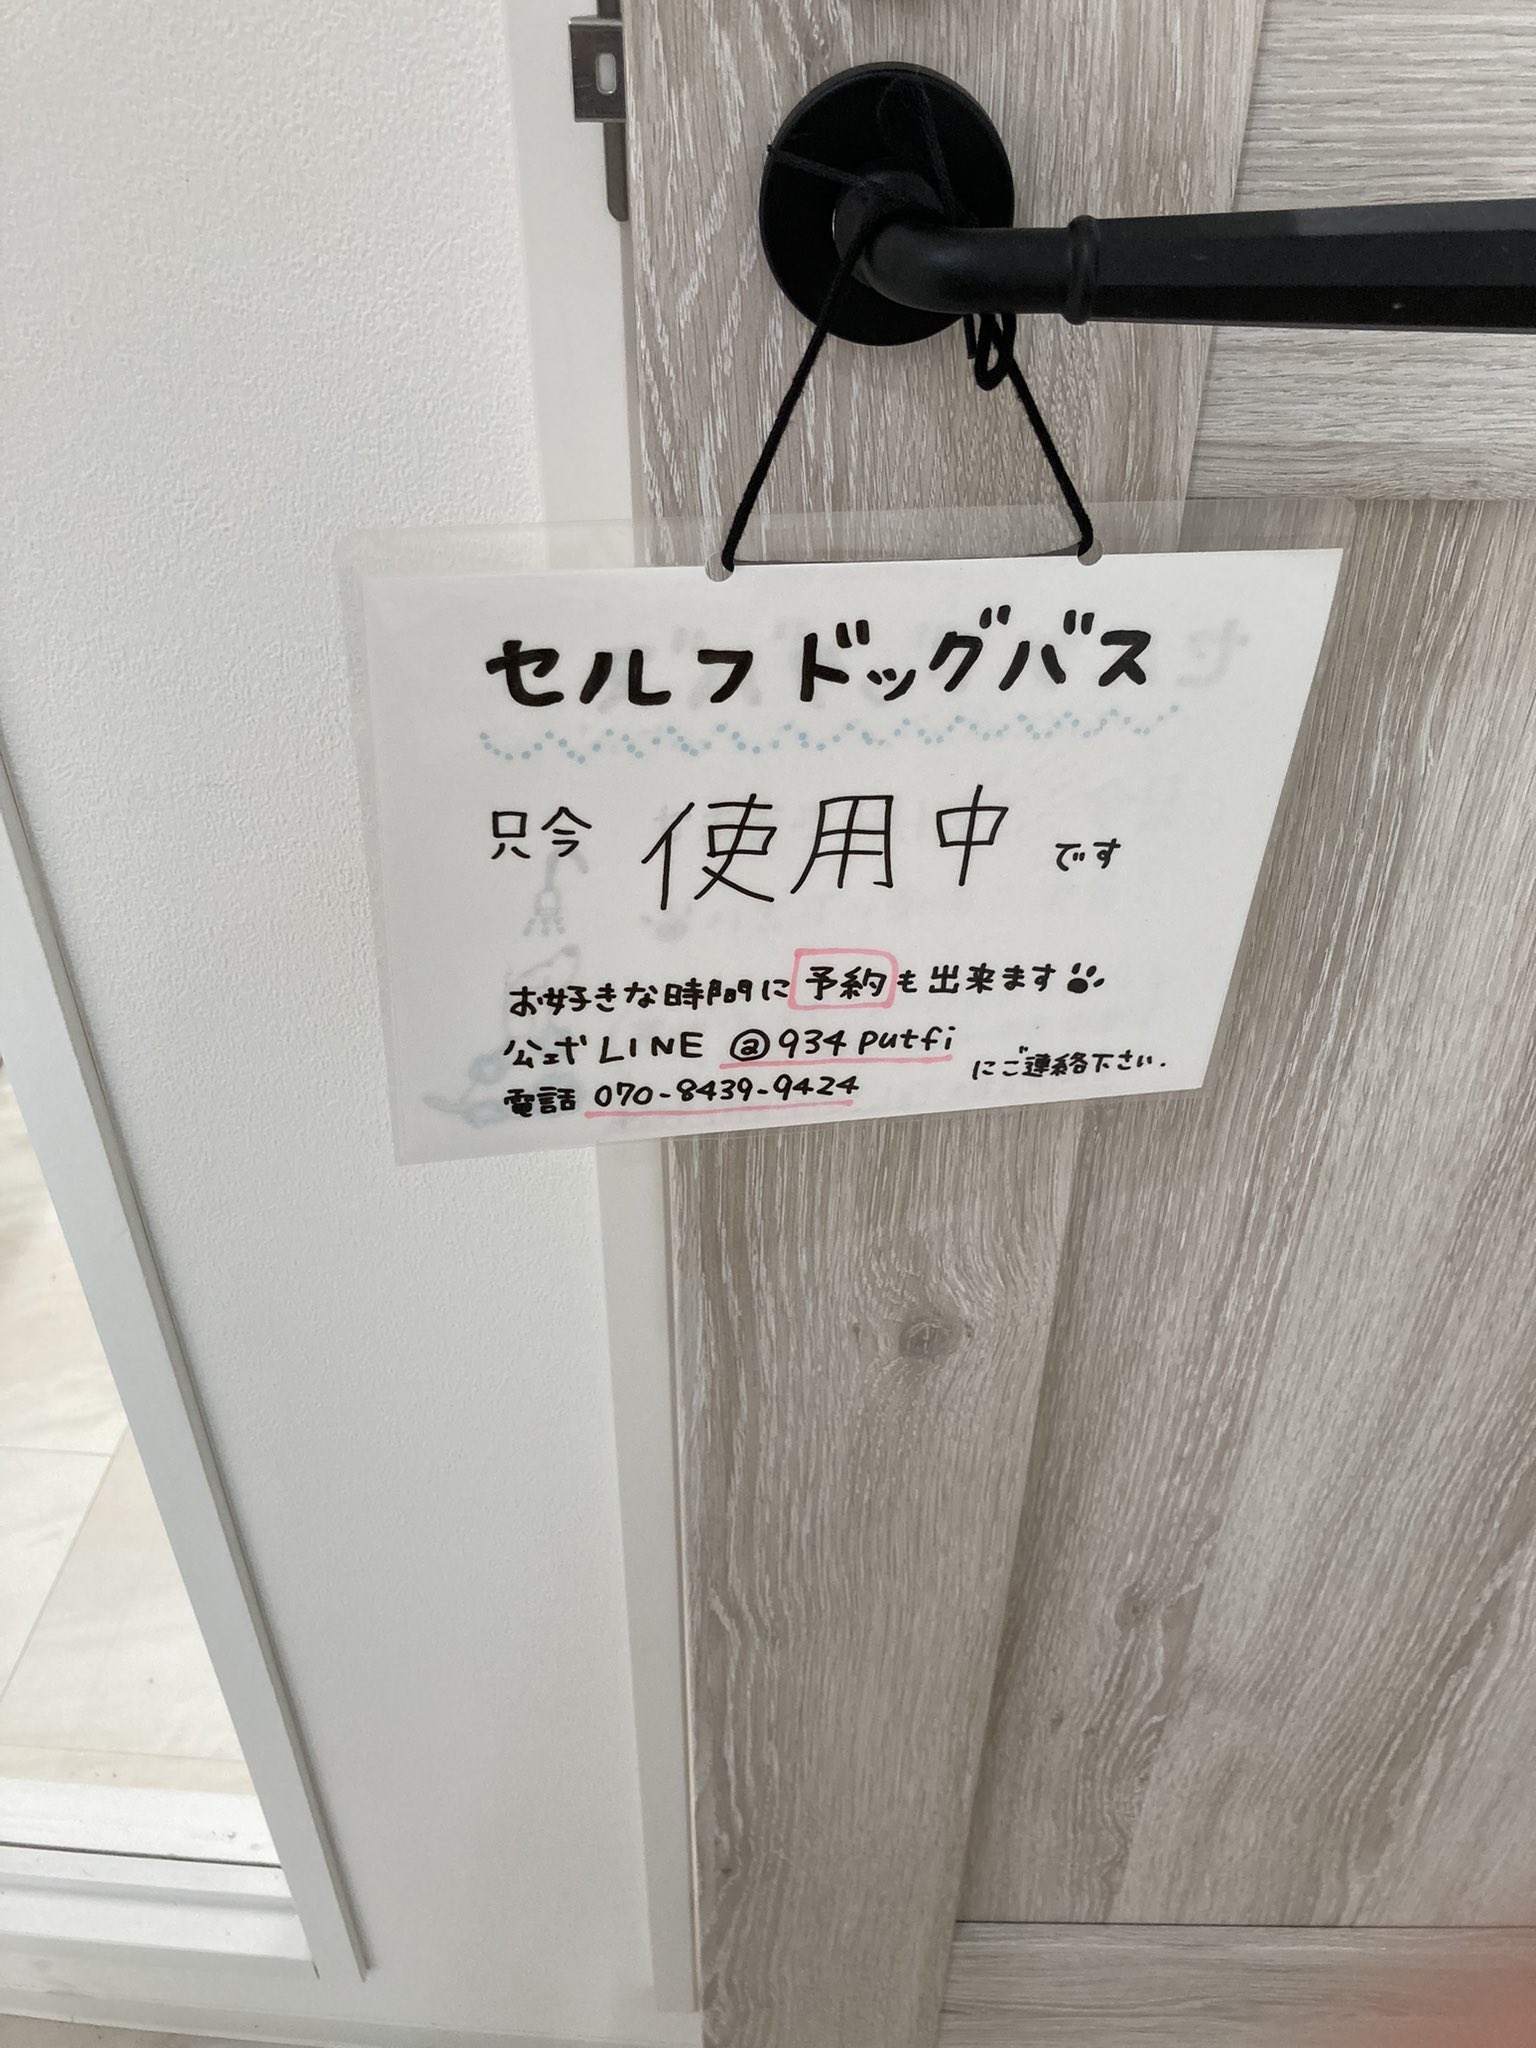 セルフドッグバス
只今 使用中 です
お好きな時間に予約も出来ます
公式LINE @934putfi
電話 070-8439-9424
にご連絡下さい.